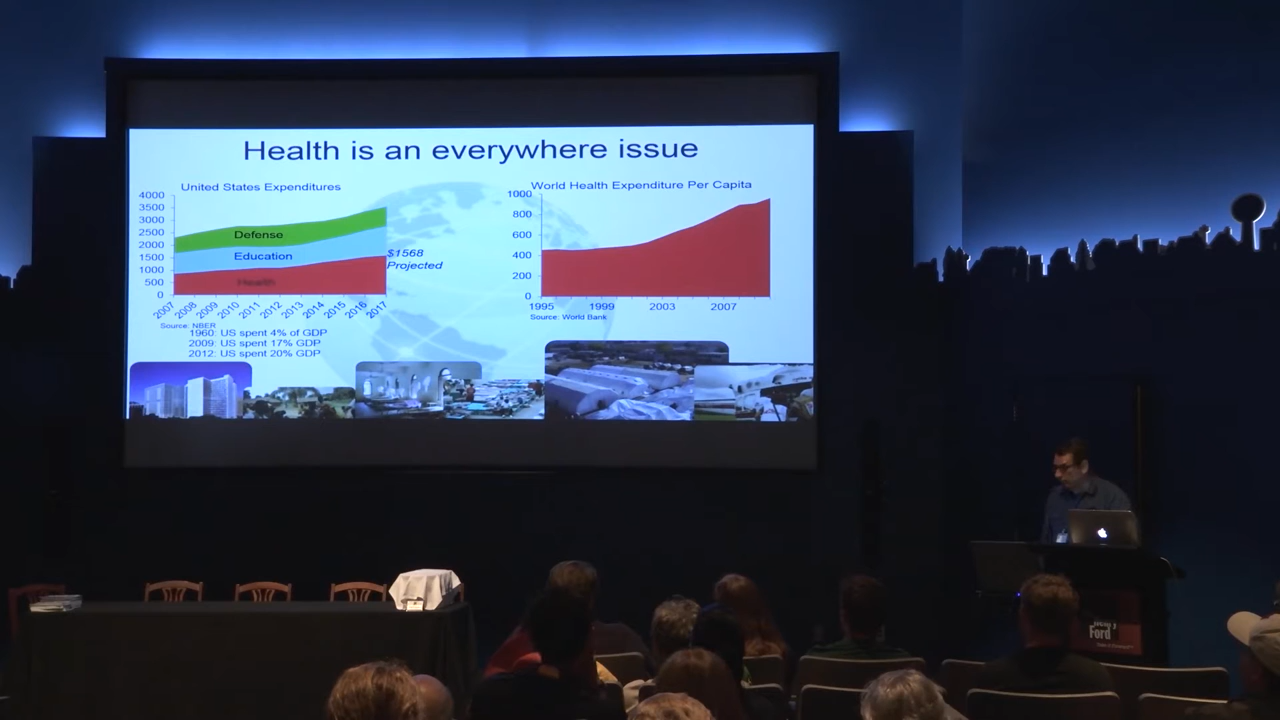 Health is an everywhere issue
United States Expenditures
4000
3500
3000
2500
2000
1500
1000
500
0
Defense
Education
Health
$1568
Projected
2007
2008
2009
2010
2011
2012
2013
2014
2015
2016
2017
Source: NBER
1960: US spent 4% of GDP
2009: US spent 17% of GDP
2012: US spent 20% of GDP
World Health Expenditure Per Capita
1000
800
600
400
200
0
1995
1999
2003
2007
Source: World Bank
Ford